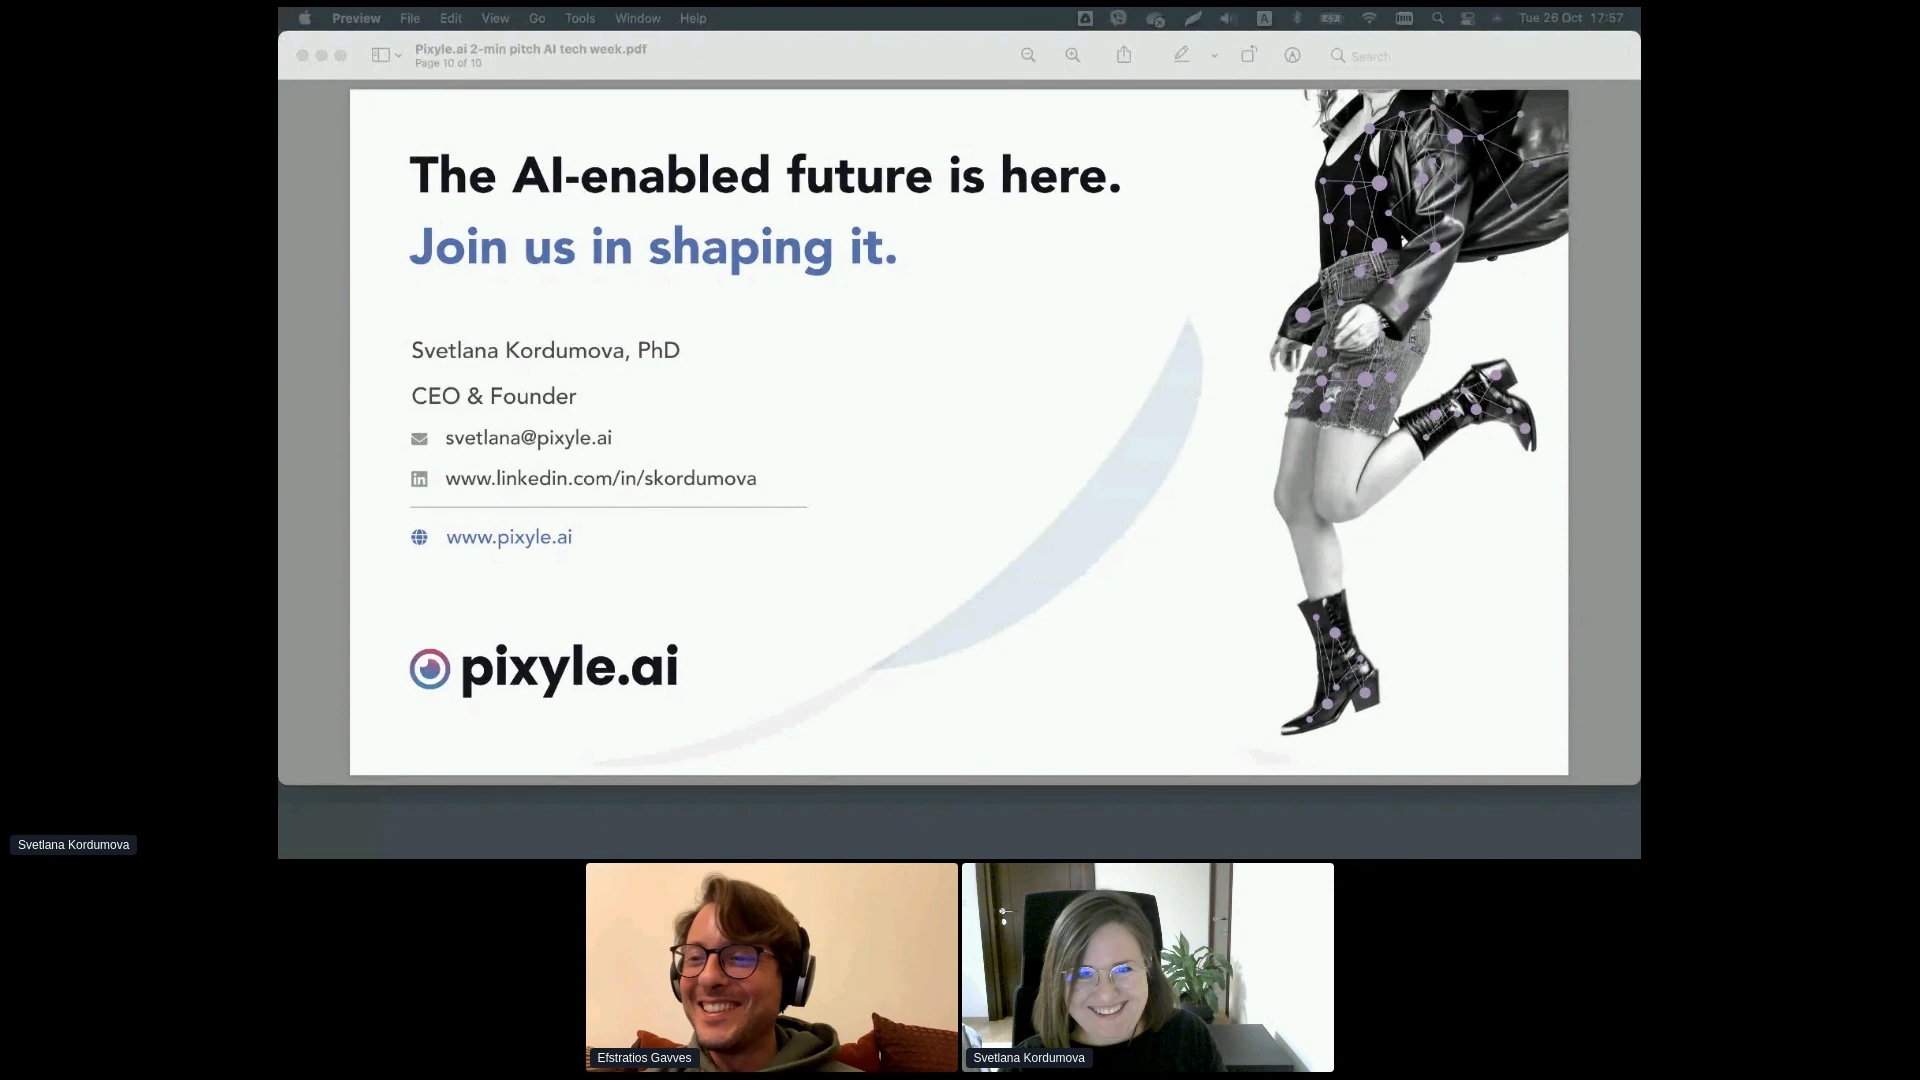 Preview File Edit View Go Tools Window Help
Tue 26 Oct 17:57
Pixyle.ai 2-min pitch AI tech week.pdf
Page 10 of 10
Search
The AI-enabled future is here.
Join us in shaping it.
Svetlana Kordumova, PhD
CEO & Founder
svetlana@pixyle.ai
www.linkedin.com/in/skordumova
www.pixyle.ai
pixyle.ai
Svetlana Kordumova
Efstratios Gavves
Svetlana Kordumova